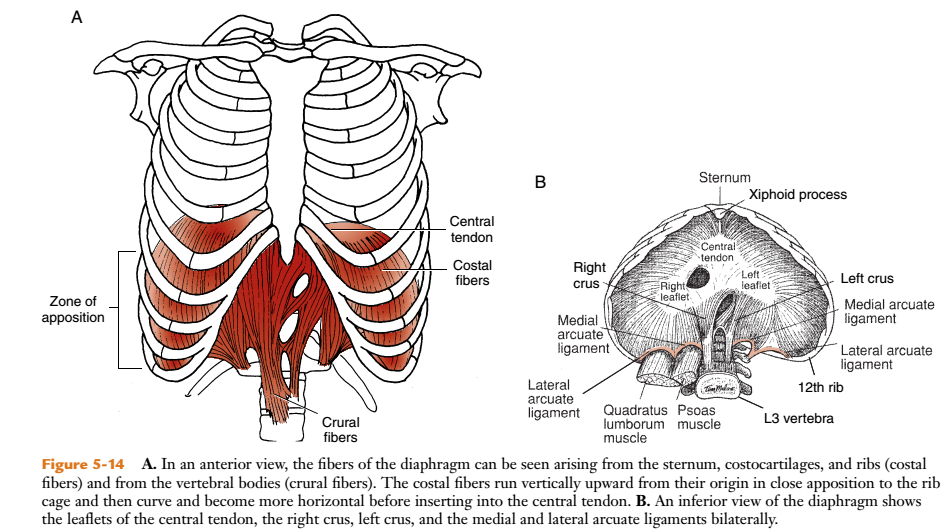 A
Central
tendon
Costal
fibers
Zone of
apposition
Crural
fibers
B
Sternum
Xiphoid process
Central
tendon
Right
crus
Right
leaflet
Left
leaflet
Left crus
Medial
arcuate
ligament
Medial arcuate
ligament
Lateral arcuate
ligament
Lateral
arcuate
ligament
12th rib
Quadratus
lumborum
muscle
Psoas
muscle
L3 vertebra
Figure 5-14 A. In an anterior view, the fibers of the diaphragm can be seen arising from the sternum, costocartilages, and ribs (costal
fibers) and from the vertebral bodies (crural fibers). The costal fibers run vertically upward from their origin in close apposition to the rib
cage and then curve and become more horizontal before inserting into the central tendon. B. An inferior view of the diaphragm shows
the leaflets of the central tendon, the right crus, left crus, and the medial and lateral arcuate ligaments bilaterally.